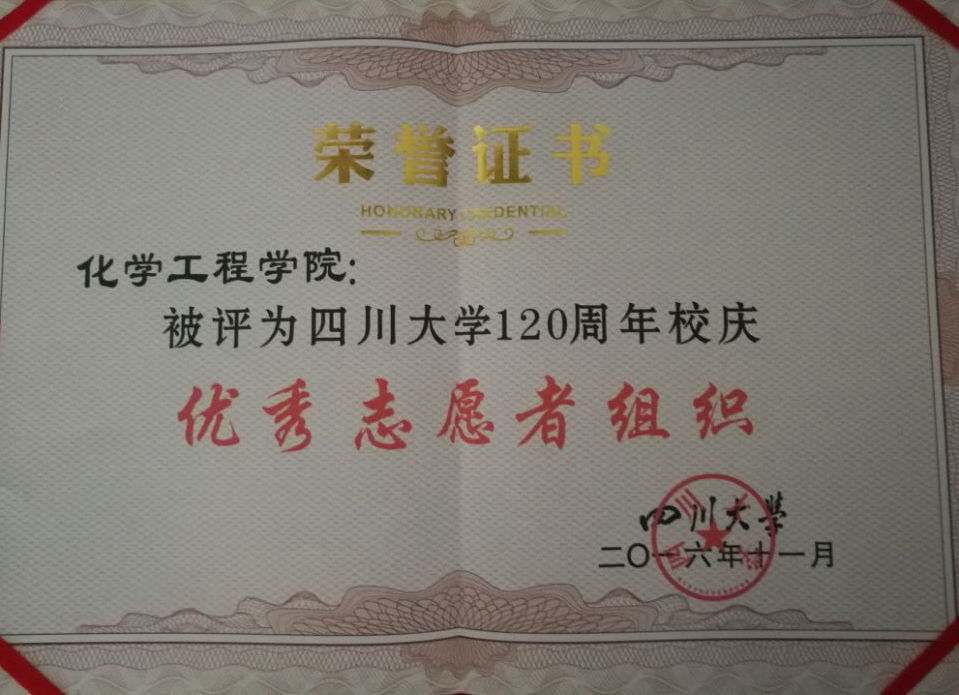 荣誉证书
HONORARY CREDENTIAL
化学工程学院：
被评为四川大学120周年校庆
优秀志愿者组织
四川大學
二〇一六年十一月